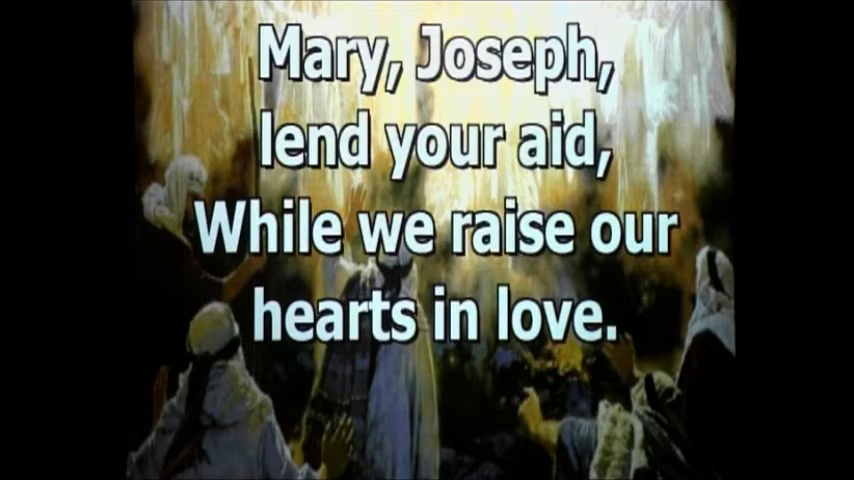 Mary, Joseph,
lend your aid,
While we raise our
hearts in love.